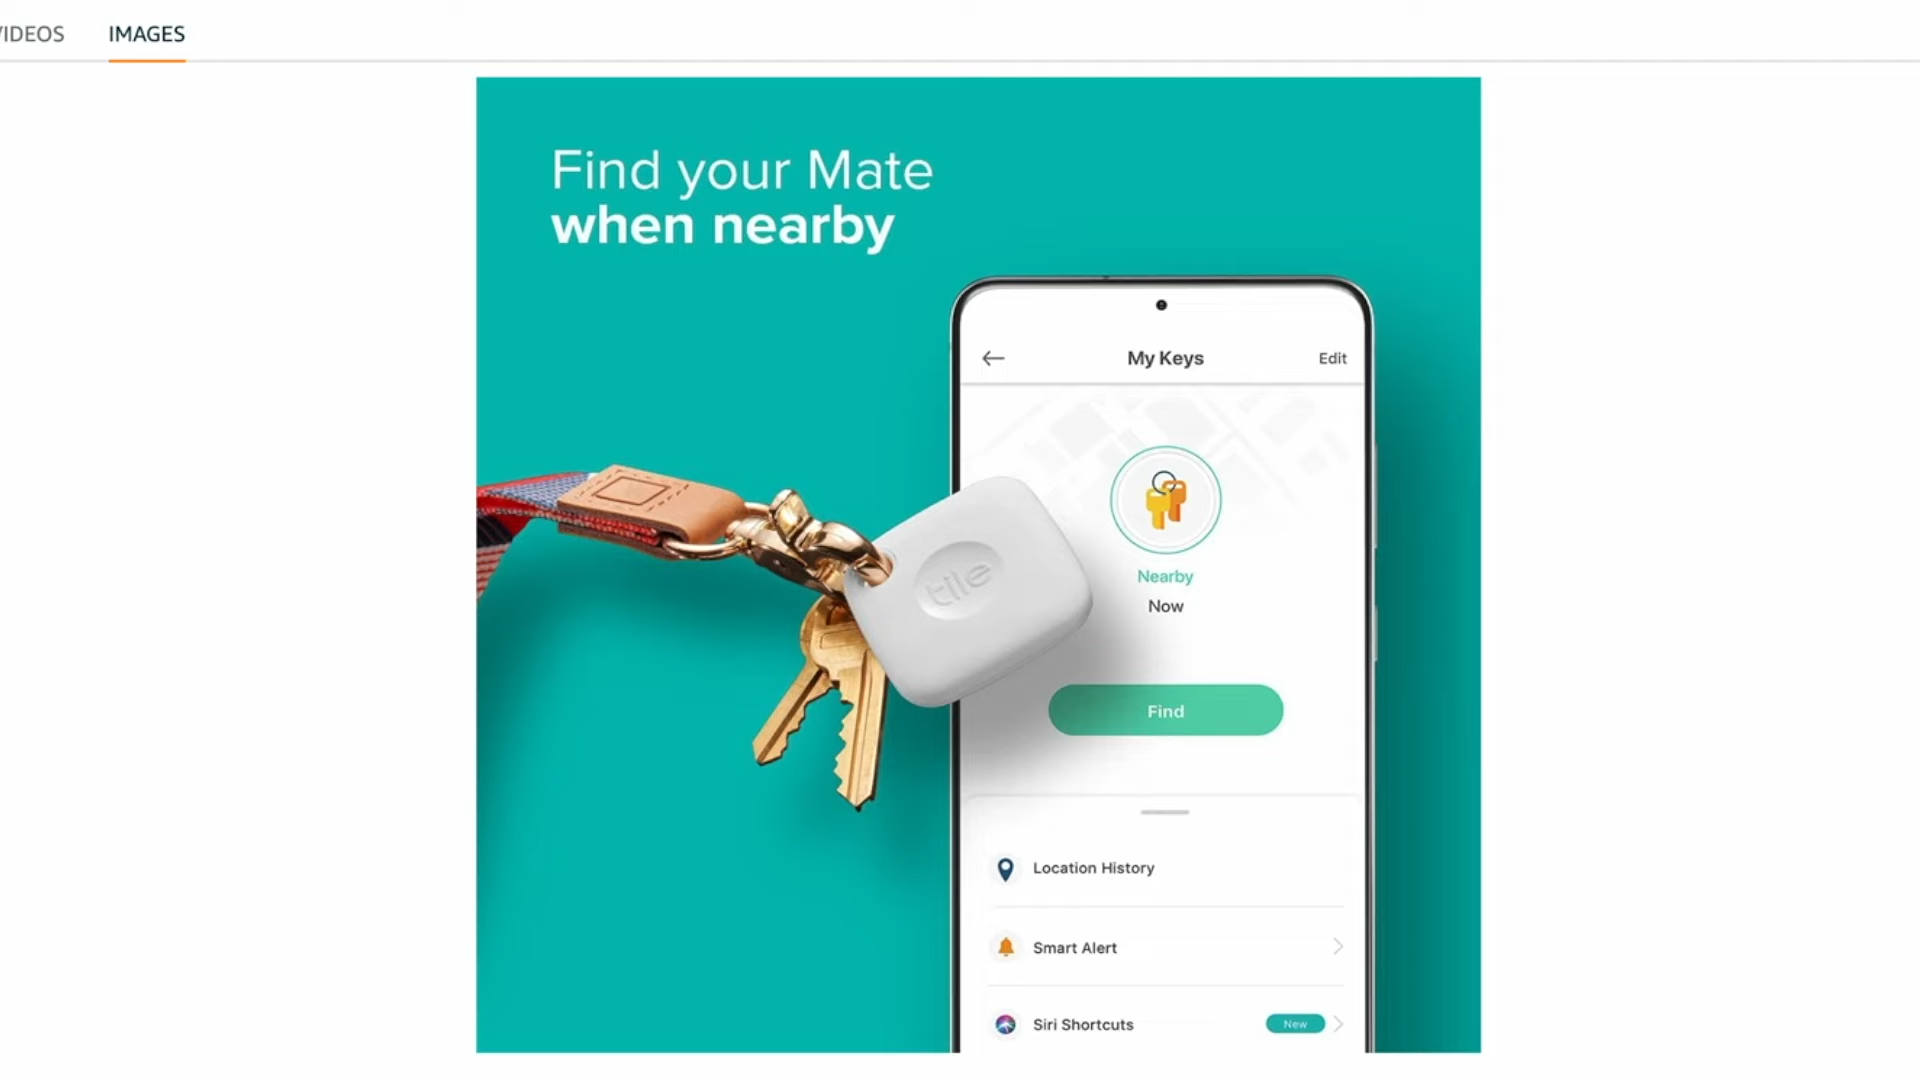 VIDEOS
IMAGES
Find your Mate
when nearby
My Keys
Edit
tile
Nearby
Now
Find
Location History
Smart Alert
Siri Shortcuts
New